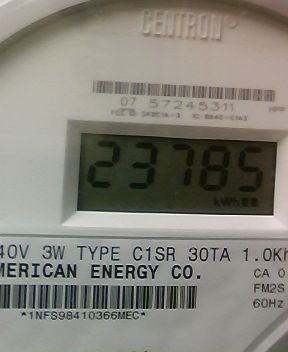 CENTRON
07 57245311
23785
kWh
40V 3W TYPE C1SR 30TA 1.0Kh
MERICAN ENERGY CO.
CA 0
FM2S
60Hz
*1NFS98410366MEC*